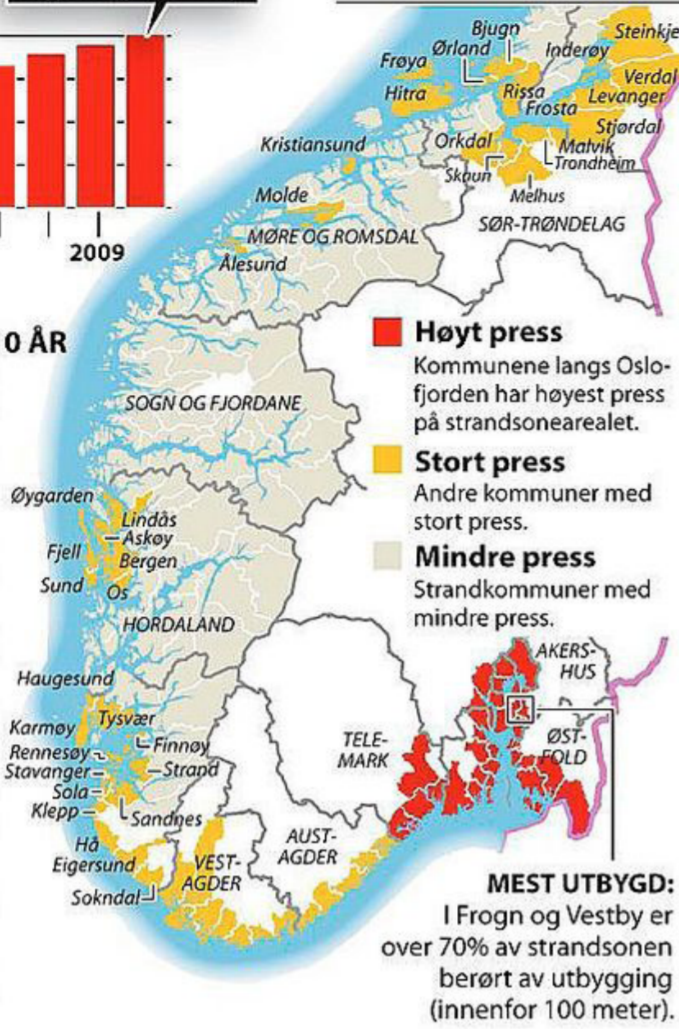 2009
0 ÅR
Bjugn
Ørland
Inderøy
Steinkje
Frøya
Hitra
Rissa
Verdal
Levanger
Frosta
Stjørdal
Kristiansund
Orkdal
Malvik
Trondheim
Skaun
Melhus
Molde
MØRE OG ROMSDAL
SØR-TRØNDELAG
Ålesund
Høyt press
Kommunene langs Oslo-
fjorden har høyest press
på strandsonearealet.
Stort press
Andre kommuner med
stort press.
Mindre press
Strandkommuner med
mindre press.
SOGN OG FJORDANE
Øygarden
Lindås
Askøy
Fjell
Bergen
Sund
Os
HORDALAND
Haugesund
Karmøy
Tysvær
Rennesøy
Finnøy
Stavanger
Strand
Sola
Klepp
Sandnes
Hå
Eigersund
Sokndal
VEST-
AGDER
AUST-
AGDER
TELE-
MARK
AKERS-
HUS
ØST-
FOLD
MEST UTBYGD:
I Frogn og Vestby er
over 70% av strandsonen
berørt av utbygging
(innenfor 100 meter).